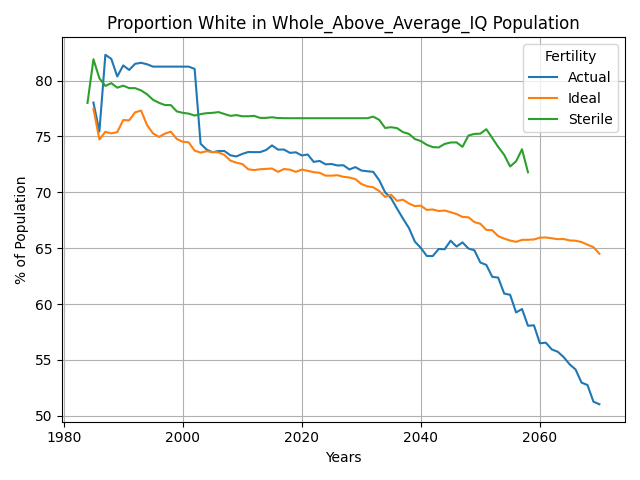 Proportion White in Whole_Above_Average_IQ Population
% of Population
80
75
70
65
60
55
50
Fertility
Actual
Ideal
Sterile
1980
2000
2020
2040
2060
Years